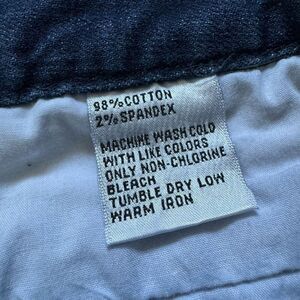 98% COTTON
2% SPANDEX
MACHINE WASH COLD
WITH LIKE COLORS
ONLY NON-CHLORINE
BLEACH
TUMBLE DRY LOW
WARM IRON